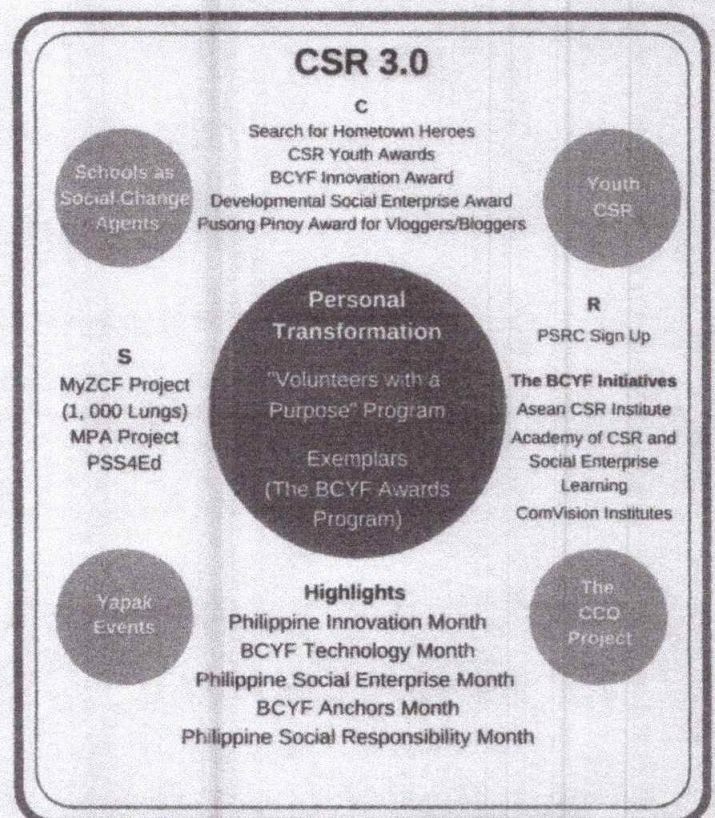 CSR 3.0
C
Search for Hometown Heroes
CSR Youth Awards
BCYF Innovation Award
Developmental Social Enterprise Award
Pusong Pinoy Award for Vloggers/Bloggers
Schools as
Social Change
Agents
Youth
CSR
Personal
Transformation
"Volunteers with a
Purpose" Program
Exemplars
(The BCYF Awards
Program)
S
MyZCF Project
(1, 000 Lungs)
MPA Project
PSS4Ed
R
PSRC Sign Up
The BCYF Initiatives
Asean CSR Institute
Academy of CSR and
Social Enterprise
Learning
ComVision Institutes
Yapak
Events
The
CCO
Project
Highlights
Philippine Innovation Month
BCYF Technology Month
Philippine Social Enterprise Month
BCYF Anchors Month
Philippine Social Responsibility Month